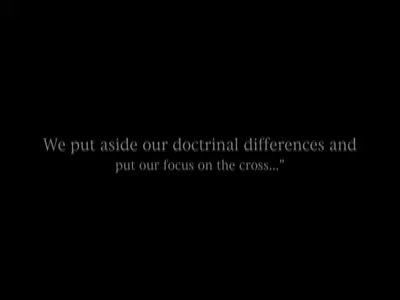 We put aside our doctrinal differences and
put our focus on the cross..."